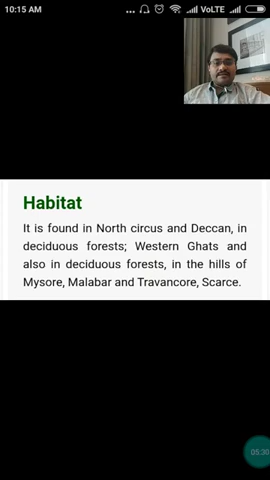 10:15 AM ... VoLTE
Habitat
It is found in North circus and Deccan, in
deciduous forests; Western Ghats and
also in deciduous forests, in the hills of
Mysore, Malabar and Travancore, Scarce.
05:30